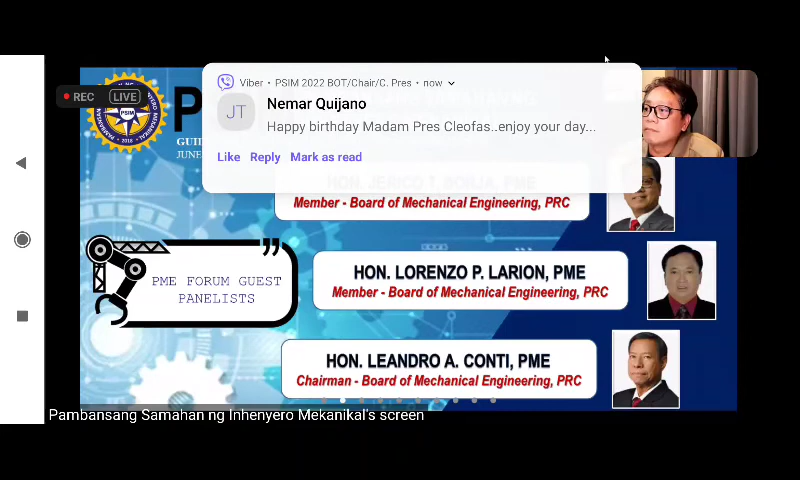 Viber • PSIM 2022 BOT/Chair/C. Pres • now
REC
LIVE
PSIM
JT
Nemar Quijano
Happy birthday Madam Pres Cleofas..enjoy your day...
Like Reply Mark as read
P
GUI
JUNE
HON. JERICO T. BORJA, PME
Member - Board of Mechanical Engineering, PRC
PME FORUM GUEST
PANELISTS
HON. LORENZO P. LARION, PME
Member - Board of Mechanical Engineering, PRC
HON. LEANDRO A. CONTI, PME
Chairman - Board of Mechanical Engineering, PRC
Pambansang Samahan ng Inhenyero Mekanikal's screen